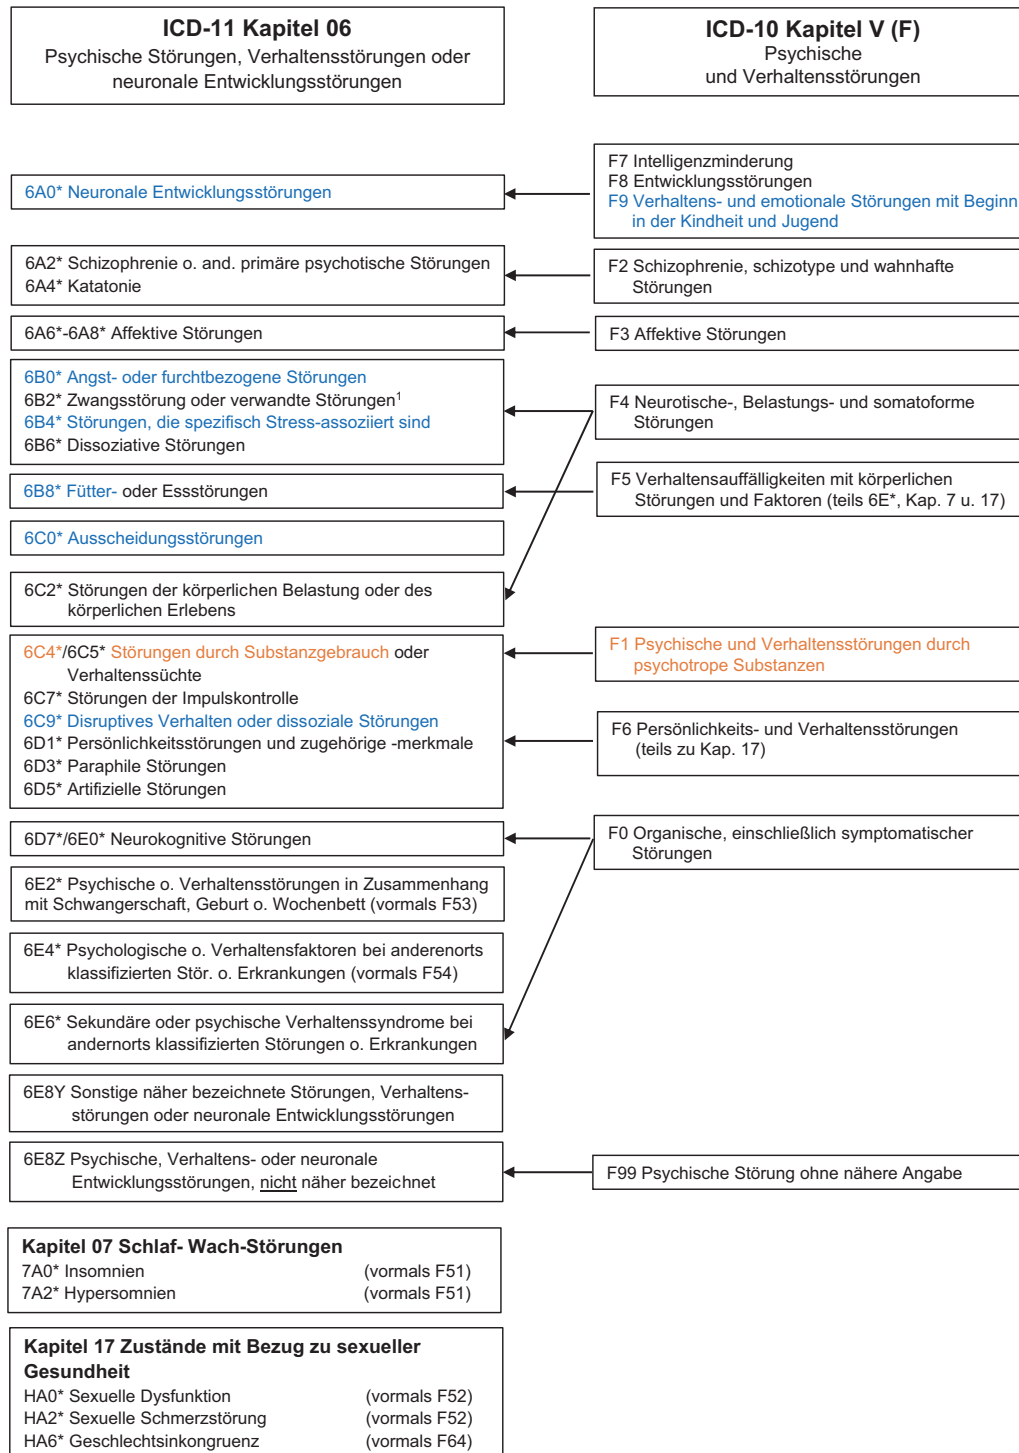 ICD-11 Kapitel 06
Psychische Störungen, Verhaltensstörungen oder
neuronale Entwicklungsstörungen
ICD-10 Kapitel V (F)
Psychische
und Verhaltensstörungen
6A0* Neuronale Entwicklungsstörungen
F7 Intelligenzminderung
F8 Entwicklungsstörungen
F9 Verhaltens- und emotionale Störungen mit Beginn
in der Kindheit und Jugend
6A2* Schizophrenie o. and. primäre psychotische Störungen
6A4* Katatonie
F2 Schizophrenie, schizotype und wahnhafte
Störungen
6A6*-6A8* Affektive Störungen
F3 Affektive Störungen
6B0* Angst- oder furchtbezogene Störungen
6B2* Zwangsstörung oder verwandte Störungen¹
6B4* Störungen, die spezifisch Stress-assoziiert sind
6B6* Dissoziative Störungen
F4 Neurotische-, Belastungs- und somatoforme
Störungen
6B8* Fütter- oder Essstörungen
F5 Verhaltensauffälligkeiten mit körperlichen
Störungen und Faktoren (teils 6E*, Kap. 7 u. 17)
6C0* Ausscheidungsstörungen
6C2* Störungen der körperlichen Belastung oder des
körperlichen Erlebens
6C4*/6C5* Störungen durch Substanzgebrauch oder
Verhaltenssüchte
6C7* Störungen der Impulskontrolle
6C9* Disruptives Verhalten oder dissoziale Störungen
6D1* Persönlichkeitsstörungen und zugehörige -merkmale
6D3* Paraphile Störungen
6D5* Artifizielle Störungen
F1 Psychische und Verhaltensstörungen durch
psychotrope Substanzen
F6 Persönlichkeits- und Verhaltensstörungen
(teils zu Kap. 17)
6D7*/6E0* Neurokognitive Störungen
F0 Organische, einschließlich symptomatischer
Störungen
6E2* Psychische o. Verhaltensstörungen in Zusammenhang
mit Schwangerschaft, Geburt o. Wochenbett (vormals F53)
6E4* Psychologische o. Verhaltensfaktoren bei anderenorts
klassifizierten Stör. o. Erkrankungen (vormals F54)
6E6* Sekundäre oder psychische Verhaltenssyndrome bei
andernorts klassifizierten Störungen o. Erkrankungen
6E8Y Sonstige näher bezeichnete Störungen, Verhaltens-
störungen oder neuronale Entwicklungsstörungen
6E8Z Psychische, Verhaltens- oder neuronale
Entwicklungsstörungen, nicht näher bezeichnet
F99 Psychische Störung ohne nähere Angabe
Kapitel 07 Schlaf- Wach-Störungen
7A0* Insomnien (vormals F51)
7A2* Hypersomnien (vormals F51)
Kapitel 17 Zustände mit Bezug zu sexueller
Gesundheit
HA0* Sexuelle Dysfunktion (vormals F52)
HA2* Sexuelle Schmerzstörung (vormals F52)
HA6* Geschlechtsinkongruenz (vormals F64)